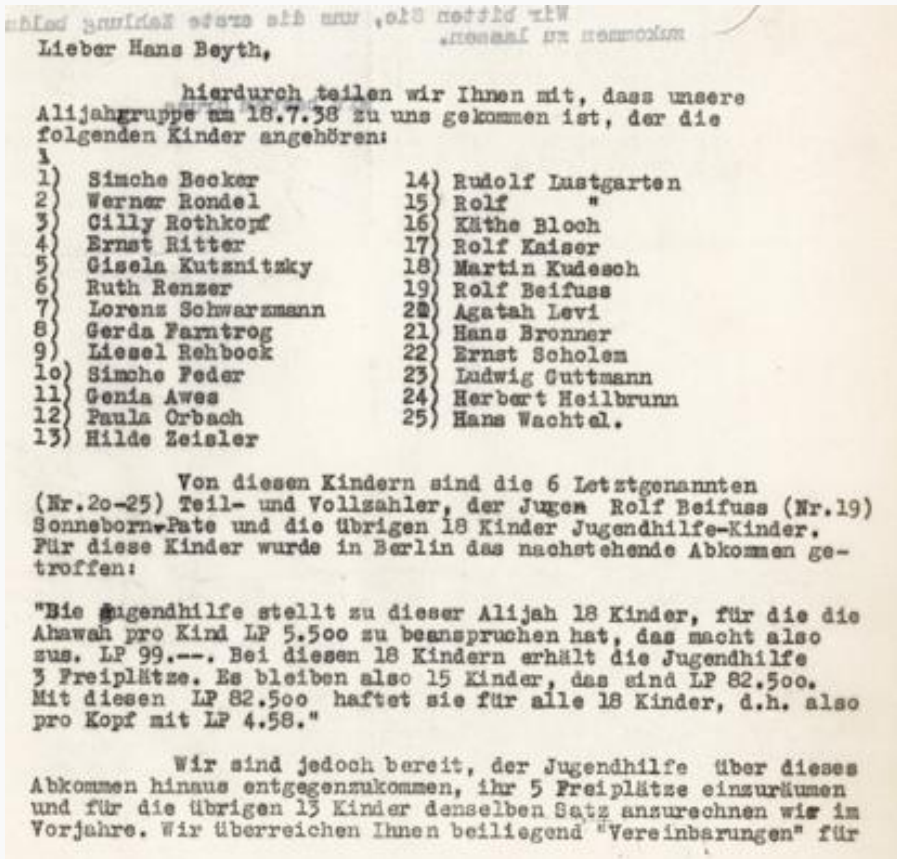 Lieber Hans Beyth,
hierdurch teilen wir Ihnen mit, dass unsere
Alijahgruppe am 18.7.38 zu uns gekommen ist, der die
folgenden Kinder angehören:
1
1) Simche Becker
2) Werner Rondel
3) Cilly Rothkopf
4) Ernst Ritter
5) Gisela Kutznitzky
6) Ruth Renzer
7) Lorenz Schwarzmann
8) Gerda Farntrog
9) Liesel Rehbock
1o) Simche Feder
11) Genia Awes
12) Paula Orbach
13) Hilde Zeisler
14) Rudolf Lustgarten
15) Rolf "
16) Käthe Bloch
17) Rolf Kaiser
18) Martin Kudesch
19) Rolf Beifuss
20) Agatah Levi
21) Hans Bronner
22) Ernst Scholem
23) Ludwig Guttmann
24) Herbert Heilbrunn
25) Hans Wachtel.
Von diesen Kindern sind die 6 Letztgenannten
(Nr.2o-25) Teil- und Vollzahler, der Jugen Rolf Beifuss (Nr.19)
Sonneborn-Pate und die übrigen 18 Kinder Jugendhilfe-Kinder.
Für diese Kinder wurde in Berlin das nachstehende Abkommen ge-
troffen:
"Die Jugendhilfe stellt zu dieser Alijah 18 Kinder, für die die
Ahawah pro Kind LP 5.5oo zu beanspruchen hat, das macht also
zus. LP 99.--. Bei diesen 18 Kindern erhält die Jugendhilfe
3 Freiplätze. Es bleiben also 15 Kinder, das sind LP 82.5oo.
Mit diesen LP 82.5oo haftet sie für alle 18 Kinder, d.h. also
pro Kopf mit LP 4.58."
Wir sind jedoch bereit, der Jugendhilfe über dieses
Abkommen hinaus entgegenzukommen, ihr 5 Freiplätze einzuräumen
und für die übrigen 13 Kinder denselben Satz anzurechnen wie im
Vorjahre. Wir überreichen Ihnen beiliegend "Vereinbarungen" für